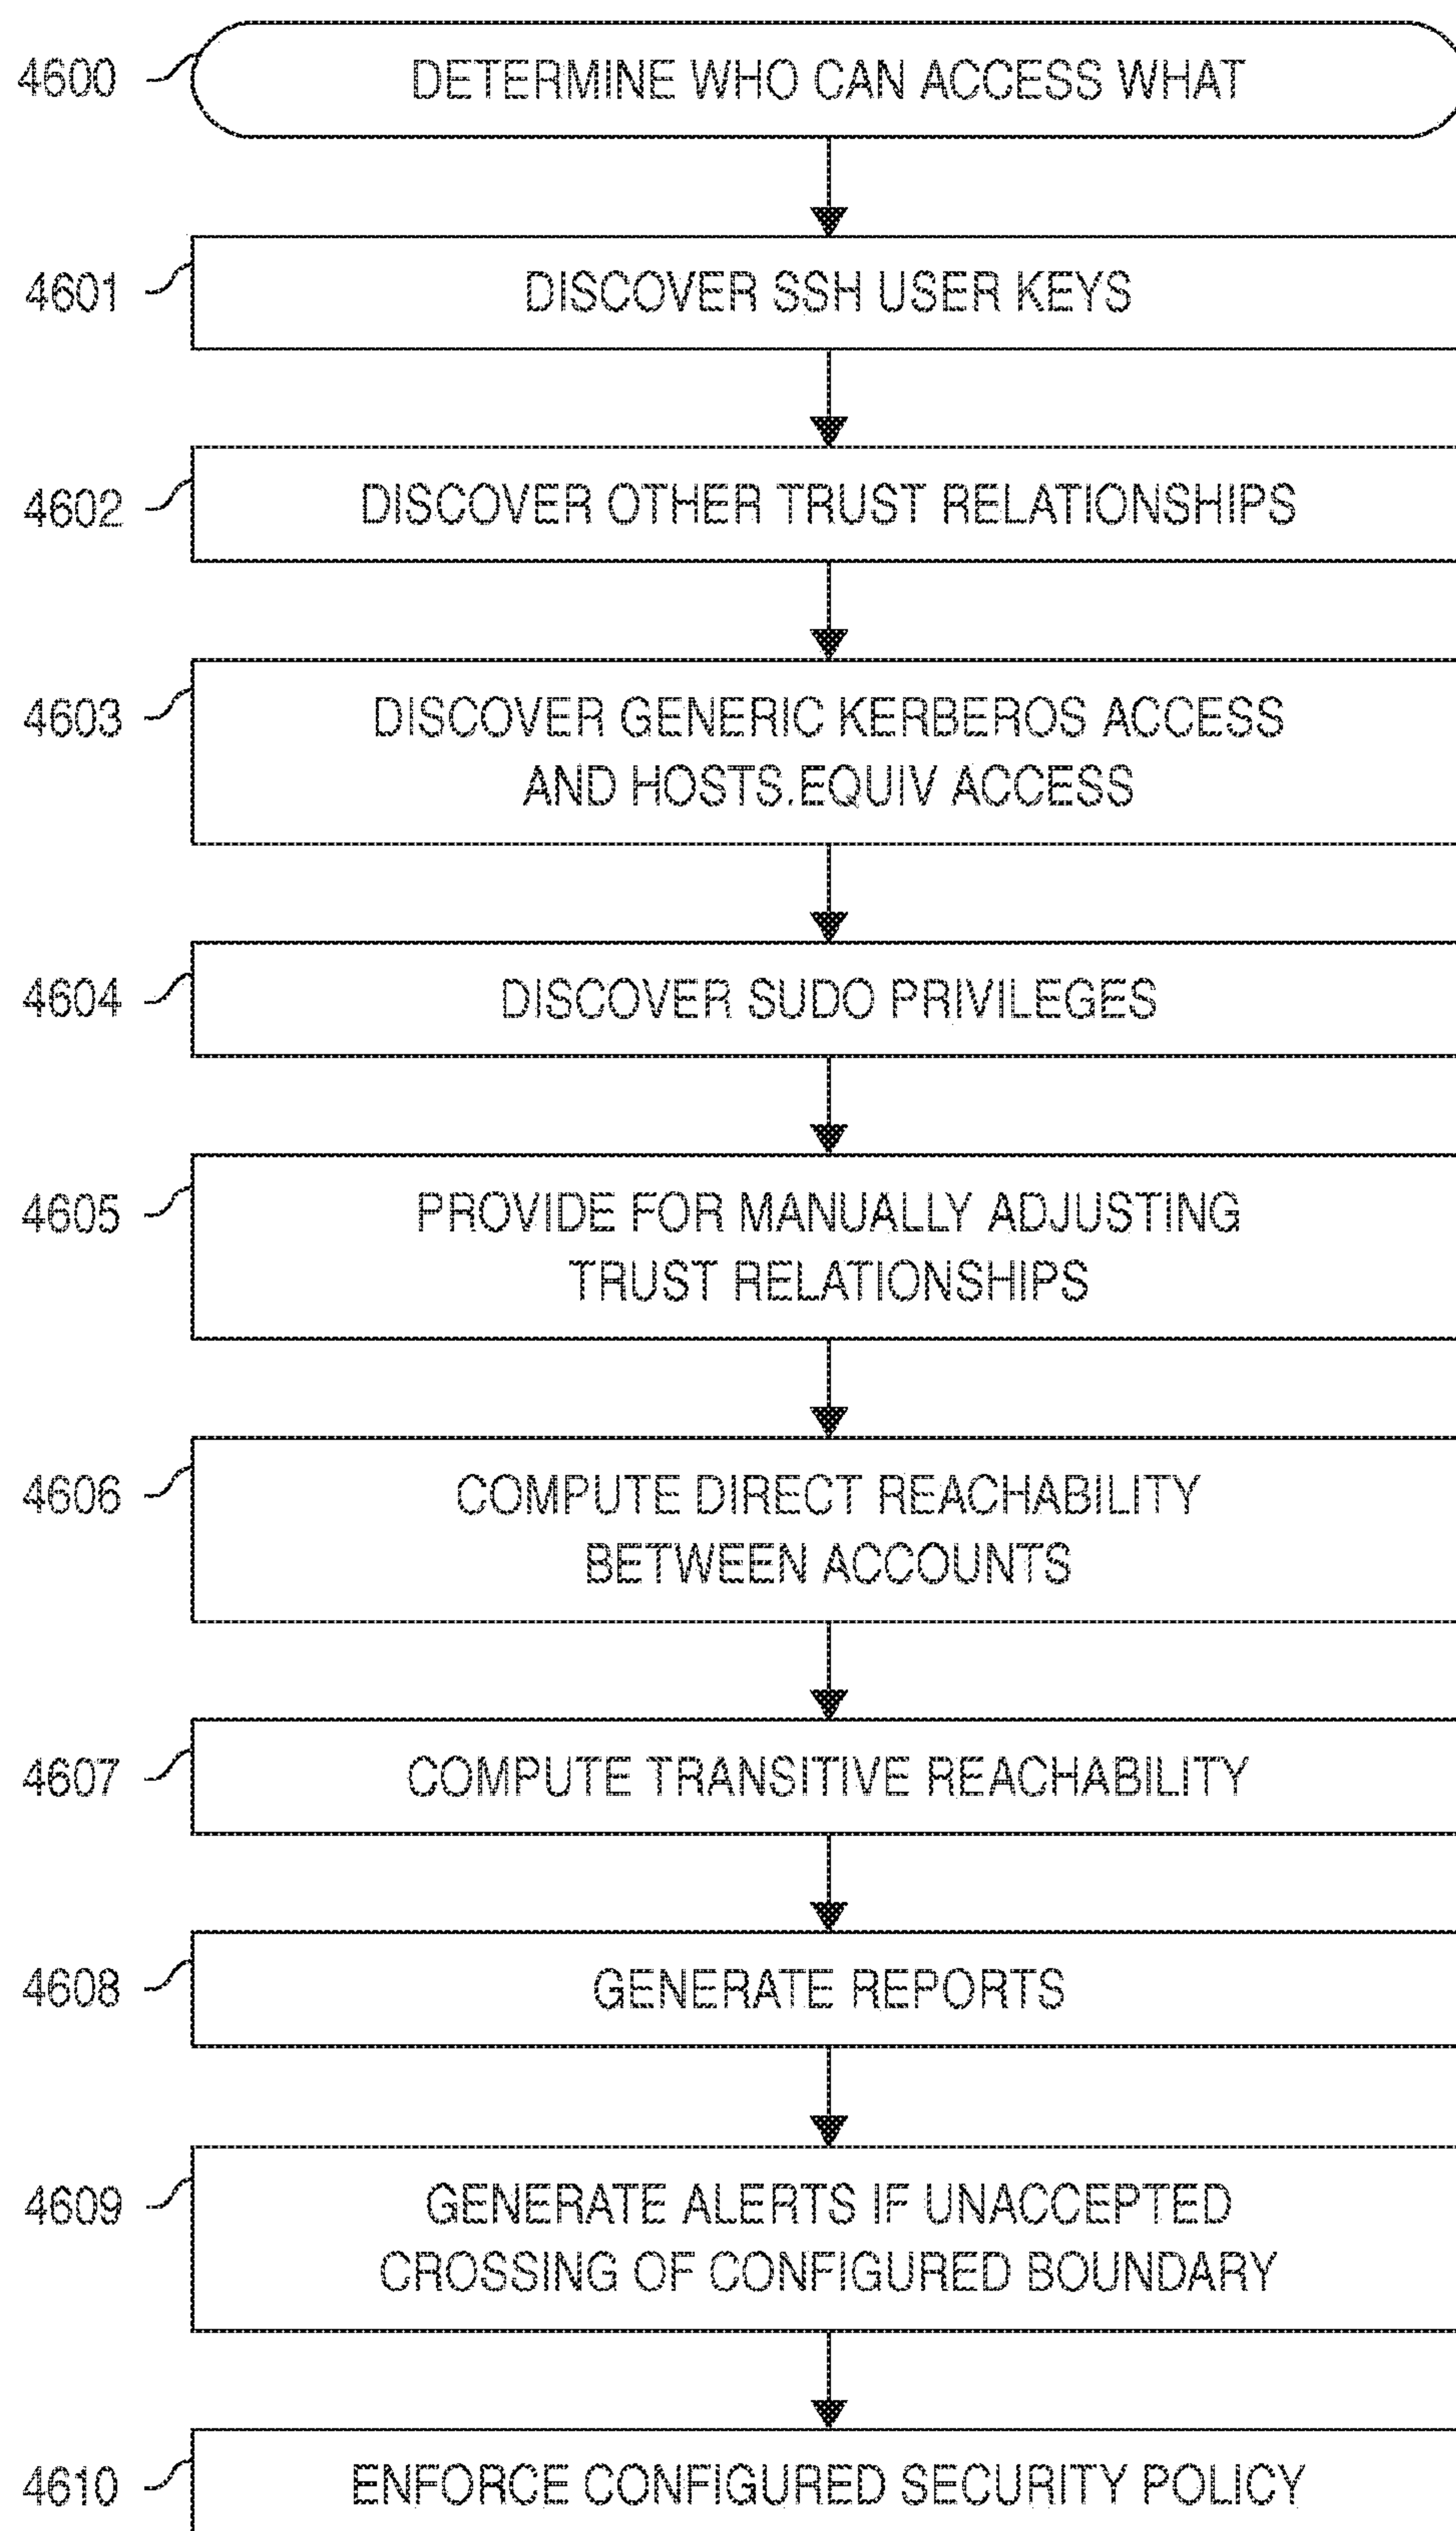 4600 DETERMINE WHO CAN ACCESS WHAT
4601 DISCOVER SSH USER KEYS
4602 DISCOVER OTHER TRUST RELATIONSHIPS
4603 DISCOVER GENERIC KERBEROS ACCESS
AND HOSTS.EQUIV ACCESS
4604 DISCOVER SUDO PRIVILEGES
4605 PROVIDE FOR MANUALLY ADJUSTING
TRUST RELATIONSHIPS
4606 COMPUTE DIRECT REACHABILITY
BETWEEN ACCOUNTS
4607 COMPUTE TRANSITIVE REACHABILITY
4608 GENERATE REPORTS
4609 GENERATE ALERTS IF UNACCEPTED
CROSSING OF CONFIGURED BOUNDARY
4610 ENFORCE CONFIGURED SECURITY POLICY